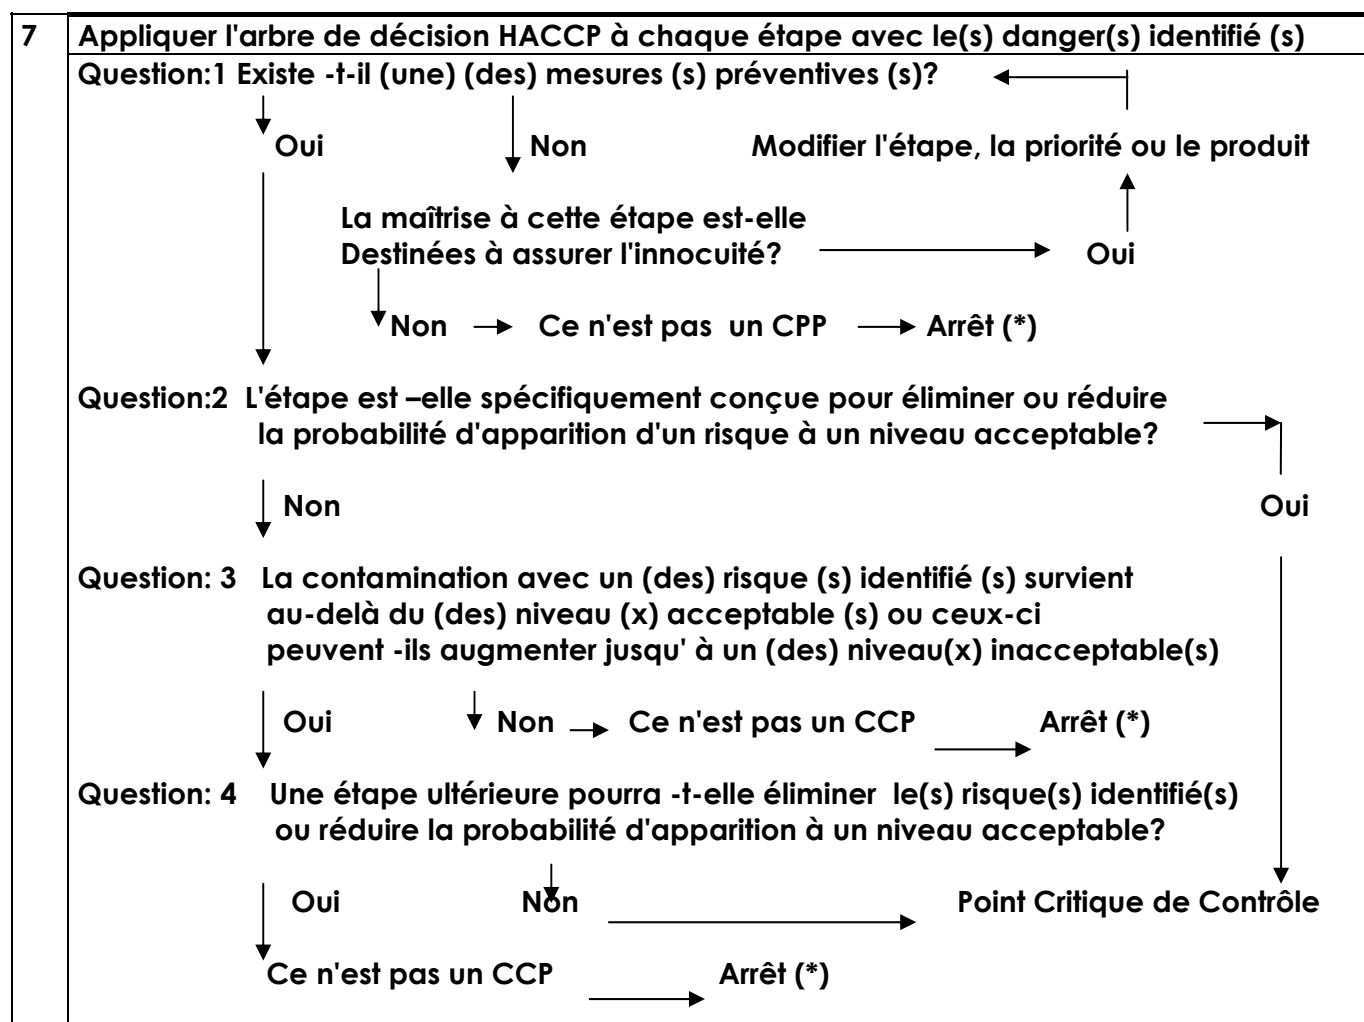 7 Appliquer l'arbre de décision HACCP à chaque étape avec le(s) danger(s) identifié (s)
Question:1 Existe -t-il (une) (des) mesures (s) préventives (s)?
Oui Non Modifier l'étape, la priorité ou le produit
La maîtrise à cette étape est-elle
Destinées à assurer l'innocuité? Oui
Non Ce n'est pas un CPP Arrêt (*)
Question:2 L'étape est –elle spécifiquement conçue pour éliminer ou réduire
la probabilité d'apparition d'un risque à un niveau acceptable?
Non Oui
Question: 3 La contamination avec un (des) risque (s) identifié (s) survient
au-delà du (des) niveau (x) acceptable (s) ou ceux-ci
peuvent -ils augmenter jusqu' à un (des) niveau(x) inacceptable(s)
Oui Non Ce n'est pas un CCP Arrêt (*)
Question: 4 Une étape ultérieure pourra -t-elle éliminer le(s) risque(s) identifié(s)
ou réduire la probabilité d'apparition à un niveau acceptable?
Oui Non Point Critique de Contrôle
Ce n'est pas un CCP Arrêt (*)